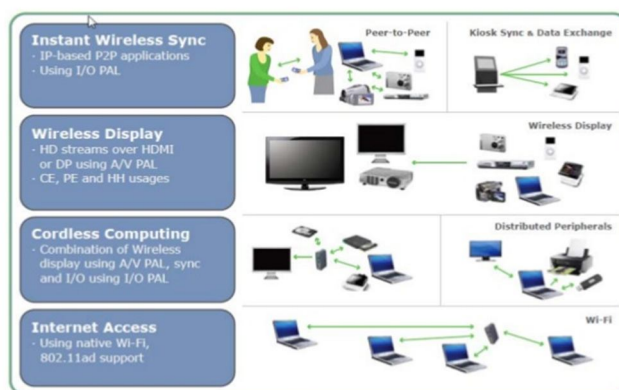 Instant Wireless Sync
- IP-based P2P applications
- Using I/O PAL
Peer-to-Peer
Kiosk Sync & Data Exchange
Wireless Display
- HD streams over HDMI
or DP using A/V PAL
- CE, PE and HH usages
Wireless Display
Cordless Computing
- Combination of Wireless
display using A/V PAL, sync
and I/O using I/O PAL
Distributed Peripherals
Internet Access
- Using native Wi-Fi,
802.11ad support
Wi-Fi